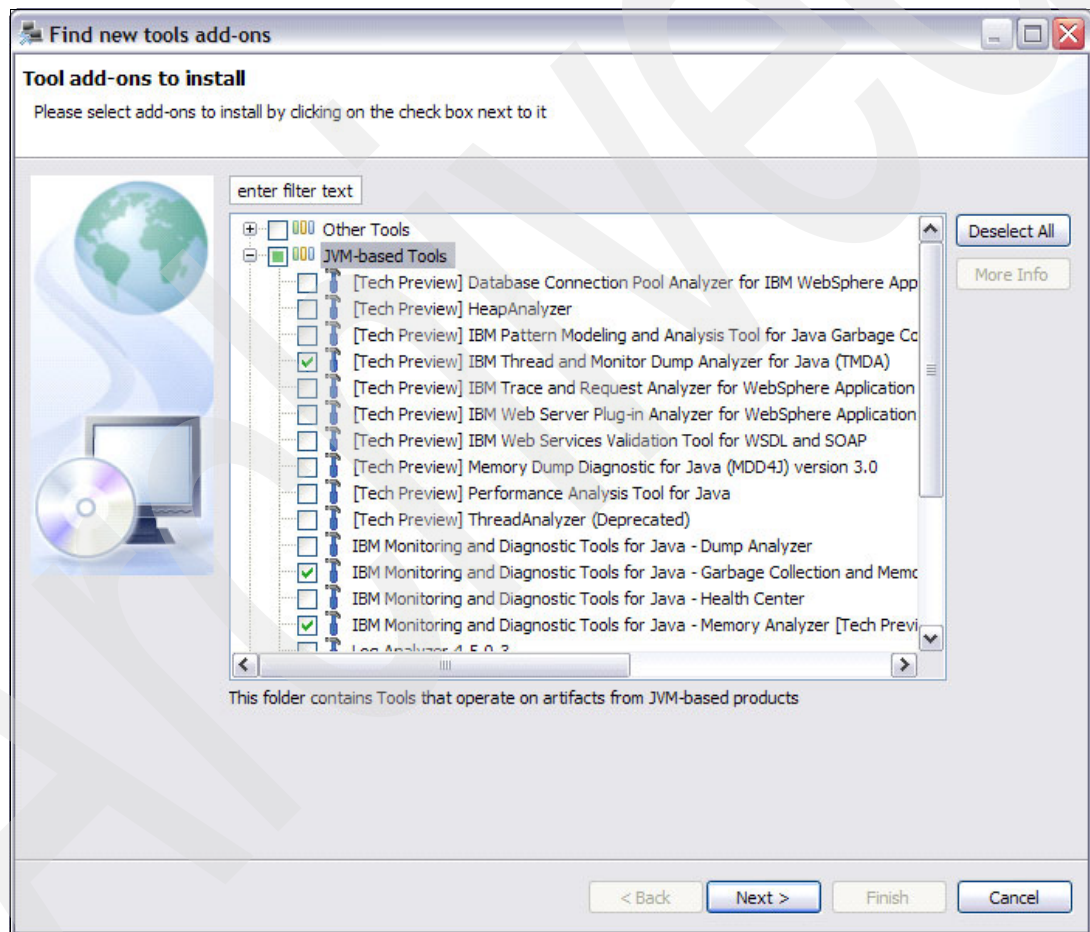 Find new tools add-ons
Tool add-ons to install
Please select add-ons to install by clicking on the check box next to it
enter filter text
Other Tools
Deselect All
JVM-based Tools
More Info
[Tech Preview] Database Connection Pool Analyzer for IBM WebSphere App
[Tech Preview] HeapAnalyzer
[Tech Preview] IBM Pattern Modeling and Analysis Tool for Java Garbage Co
[Tech Preview] IBM Thread and Monitor Dump Analyzer for Java (TMDA)
[Tech Preview] IBM Trace and Request Analyzer for WebSphere Application
[Tech Preview] IBM Web Server Plug-in Analyzer for WebSphere Application
[Tech Preview] IBM Web Services Validation Tool for WSDL and SOAP
[Tech Preview] Memory Dump Diagnostic for Java (MDD4J) version 3.0
[Tech Preview] Performance Analysis Tool for Java
[Tech Preview] ThreadAnalyzer (Deprecated)
IBM Monitoring and Diagnostic Tools for Java - Dump Analyzer
IBM Monitoring and Diagnostic Tools for Java - Garbage Collection and Memo
IBM Monitoring and Diagnostic Tools for Java - Health Center
IBM Monitoring and Diagnostic Tools for Java - Memory Analyzer [Tech Previ
Log Analyzer 4.5.0.3
This folder contains Tools that operate on artifacts from JVM-based products
< Back
Next >
Finish
Cancel